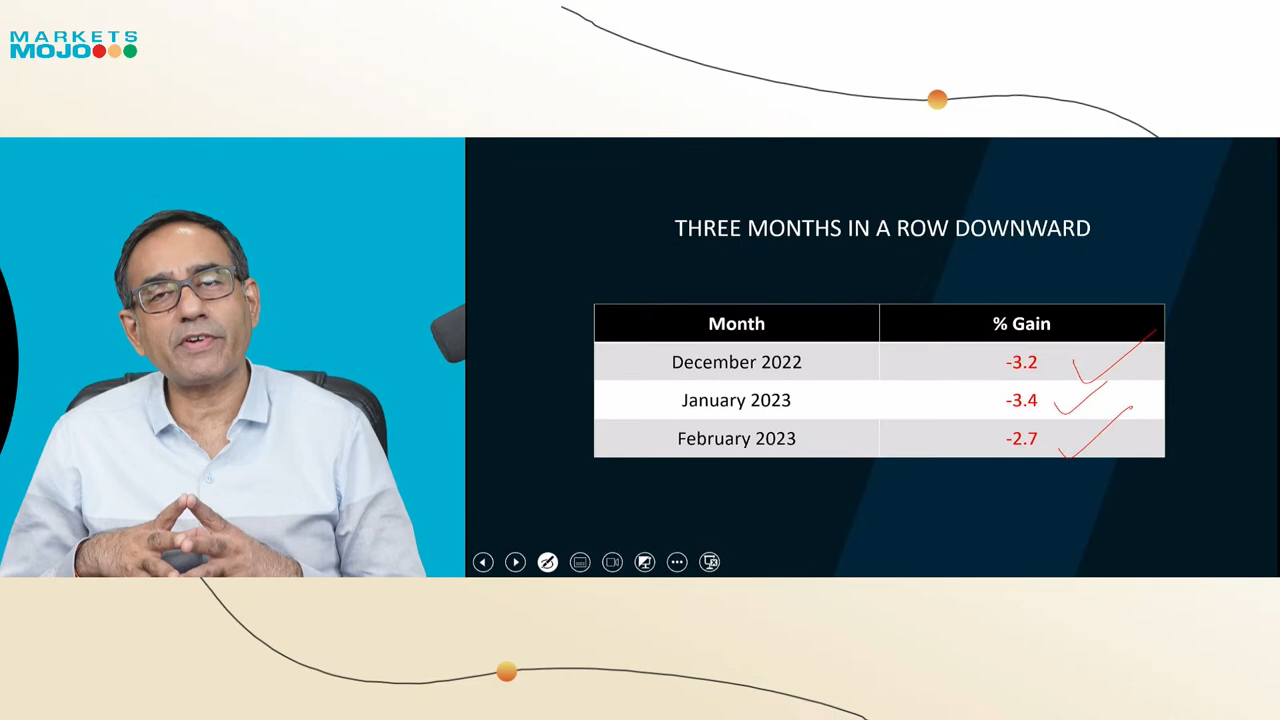 MARKETS
MOJO
THREE MONTHS IN A ROW DOWNWARD
Month % Gain
December 2022 -3.2
January 2023 -3.4
February 2023 -2.7